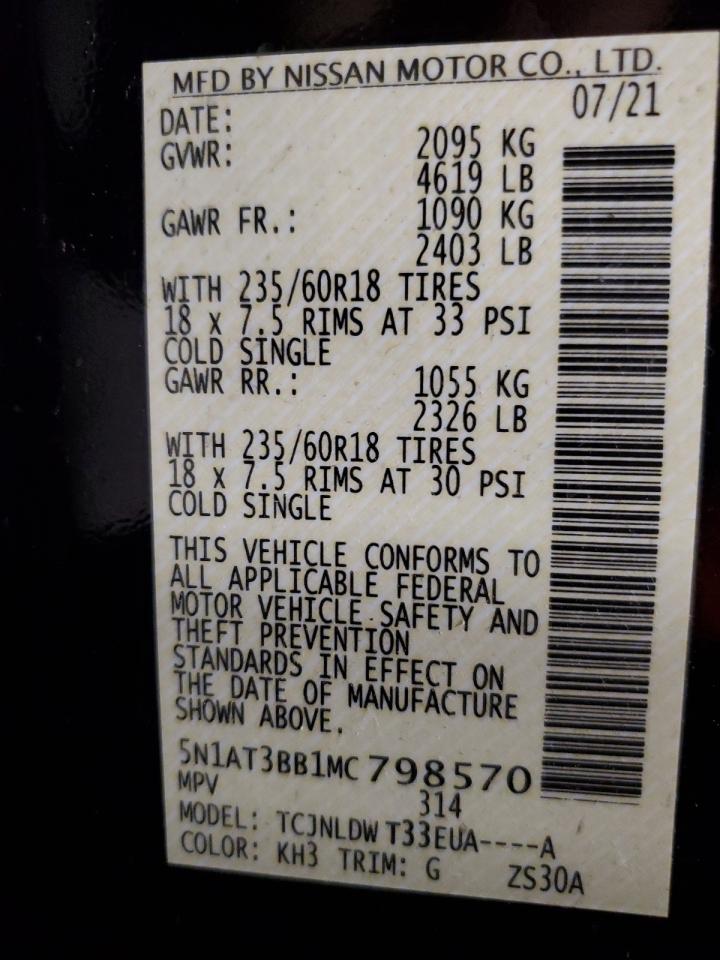 MFD BY NISSAN MOTOR CO., LTD.
DATE: 07/21
GVWR: 2095 KG
4619 LB
GAWR FR.: 1090 KG
2403 LB
WITH 235/60R18 TIRES
18 x 7.5 RIMS AT 33 PSI
COLD SINGLE
GAWR RR.: 1055 KG
2326 LB
WITH 235/60R18 TIRES
18 x 7.5 RIMS AT 30 PSI
COLD SINGLE
THIS VEHICLE CONFORMS TO
ALL APPLICABLE FEDERAL
MOTOR VEHICLE SAFETY AND
THEFT PREVENTION
STANDARDS IN EFFECT ON
THE DATE OF MANUFACTURE
SHOWN ABOVE.
5N1AT3BB1MC798570
MPV 314
MODEL: TCJNLDW T33EUA----A
COLOR: KH3 TRIM: G ZS30A